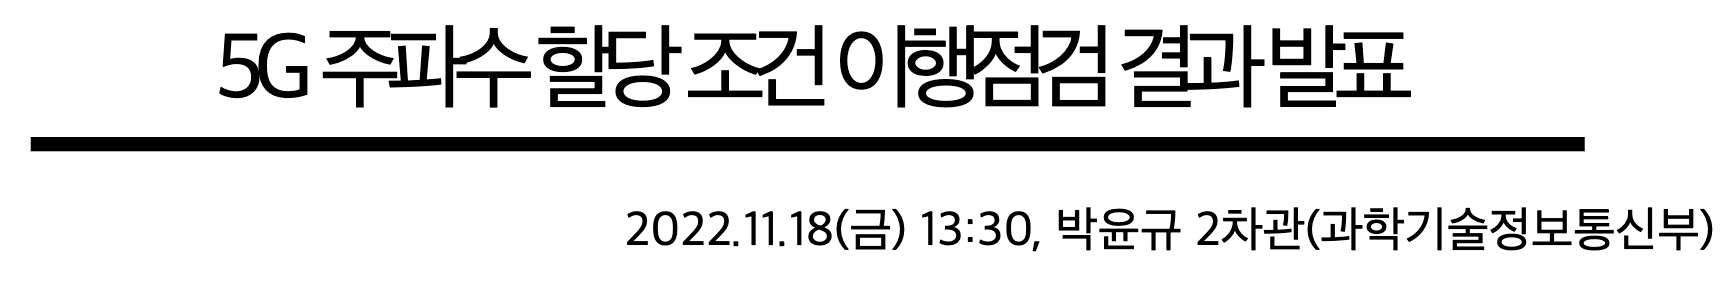 5G 주파수 할당 조건 이행점검 결과 발표
2022.11.18(금) 13:30, 박윤규 2차관(과학기술정보통신부)